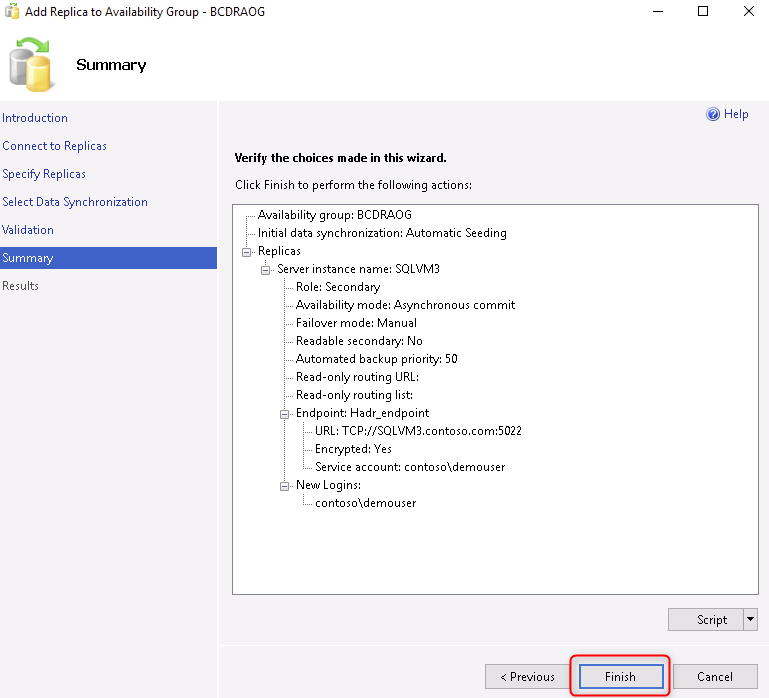 Add Replica to Availability Group - BCDRAOG
Summary
Introduction
Connect to Replicas
Specify Replicas
Select Data Synchronization
Validation
Summary
Results
Help
Verify the choices made in this wizard.
Click Finish to perform the following actions:
Availability group: BCDRAOG
Initial data synchronization: Automatic Seeding
Replicas
Server instance name: SQLVM3
Role: Secondary
Availability mode: Asynchronous commit
Failover mode: Manual
Readable secondary: No
Automated backup priority: 50
Read-only routing URL:
Read-only routing list:
Endpoint: Hadr_endpoint
URL: TCP://SQLVM3.contoso.com:5022
Encrypted: Yes
Service account: contoso\demouser
New Logins:
contoso\demouser
Script
< Previous
Finish
Cancel